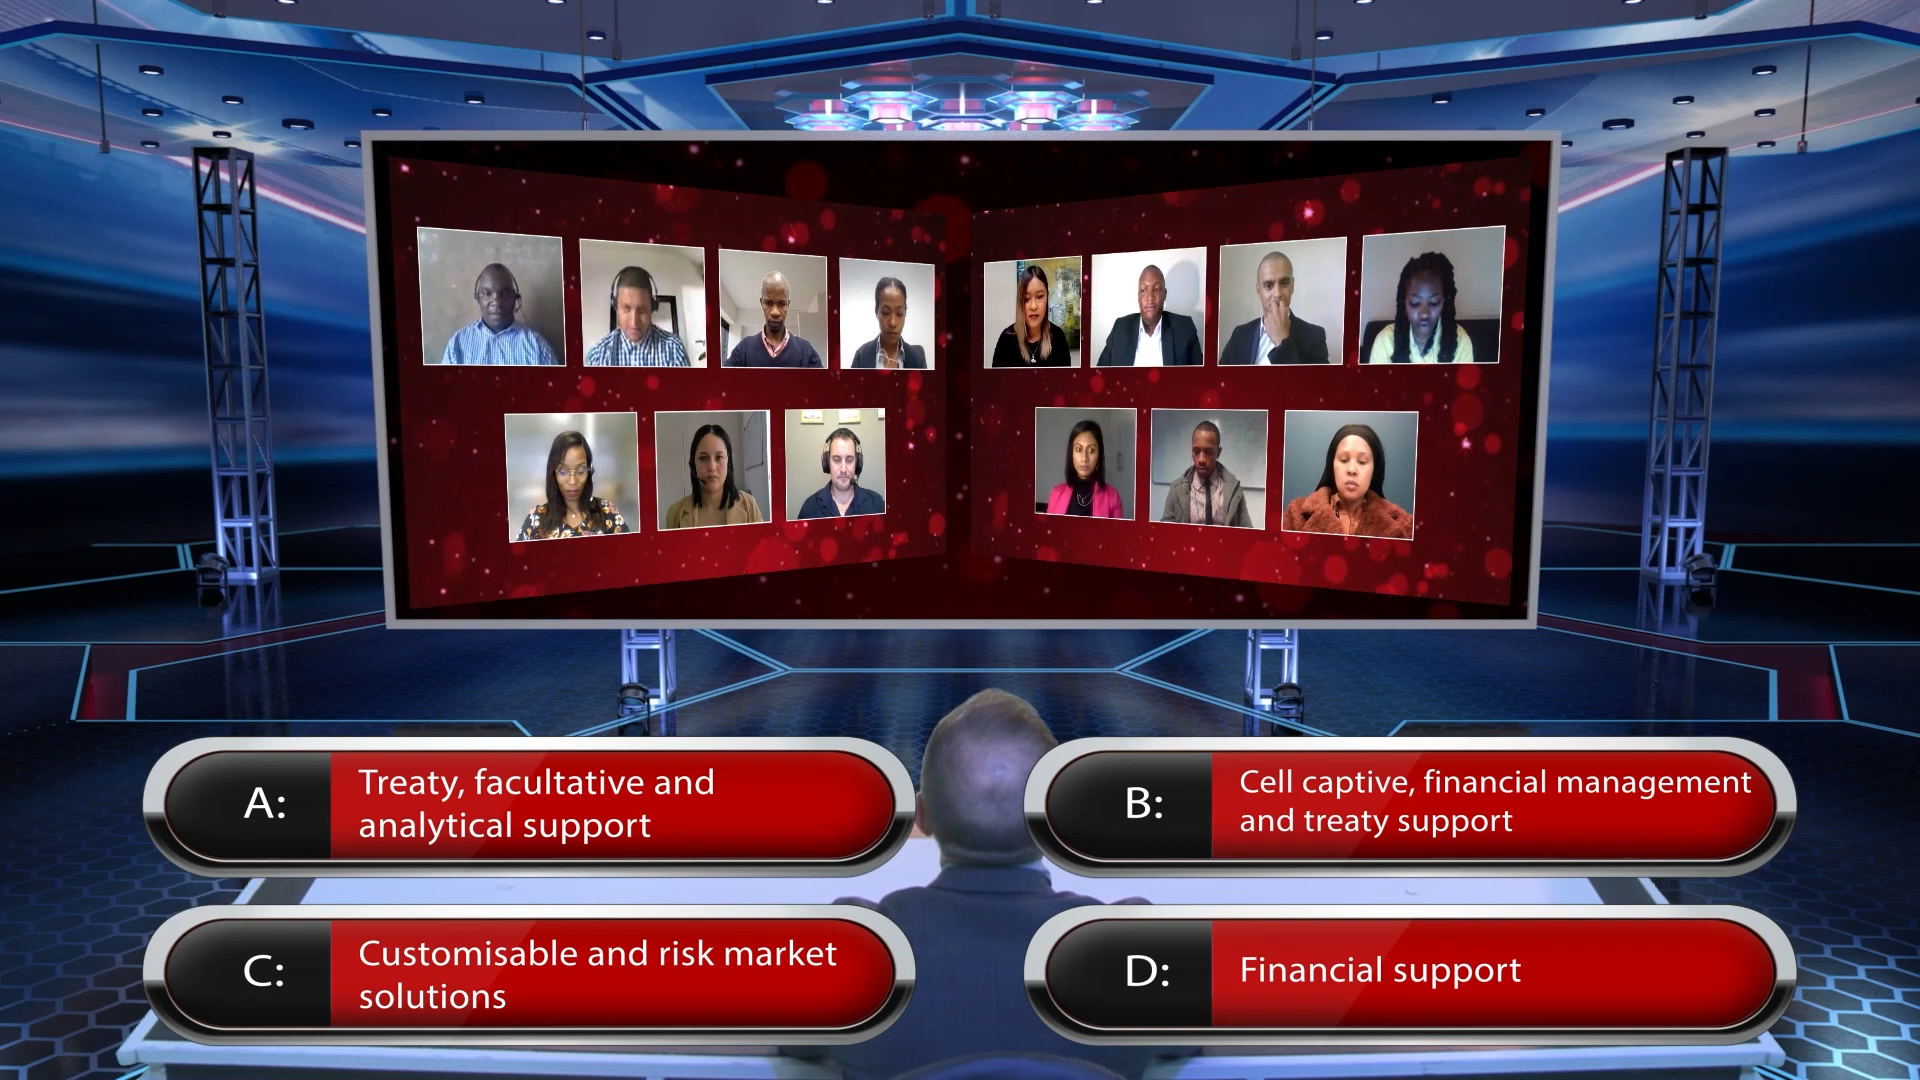 A:
Treaty, facultative and
analytical support
B:
Cell captive, financial management
and treaty support
C:
Customisable and risk market
solutions
D:
Financial support